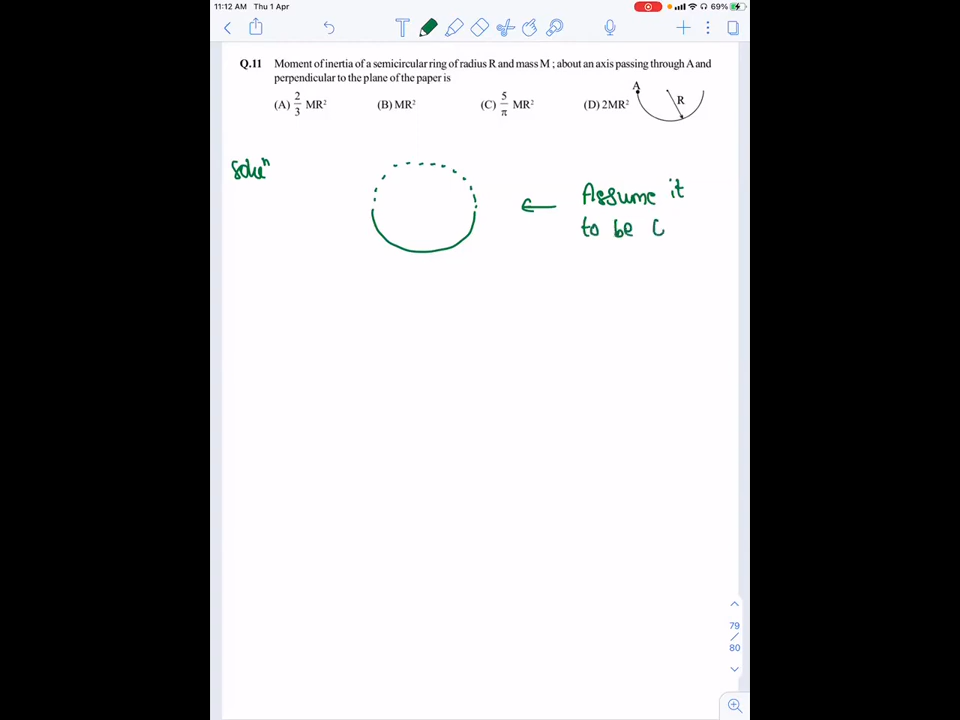 11:12 AM Thu 1 Apr
69%
Q.11 Moment of inertia of a semicircular ring of radius R and mass M ; about an axis passing through A and
perpendicular to the plane of the paper is
(A) 2/3 MR² (B) MR² (C) 5/π MR² (D) 2MR²
A
R
Soluⁿ
Assume it
to be C
79
/
80